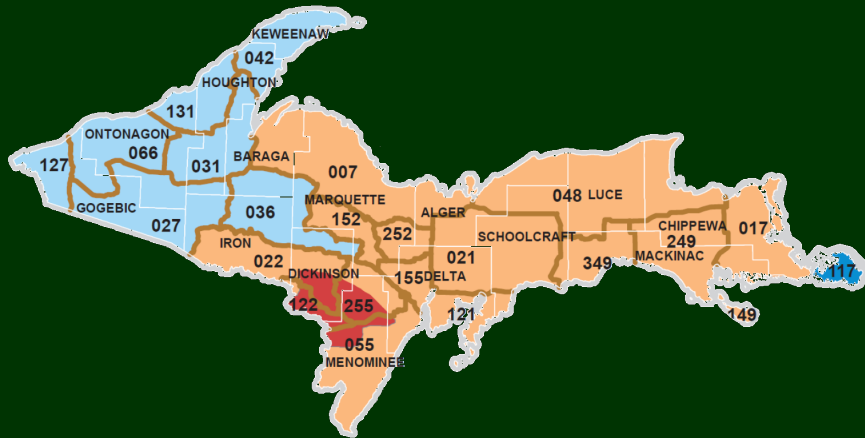 KEWEENAW
042
HOUGHTON
131
ONTONAGON
066
127
031
BARAGA
007
GOGEBIC
027
036
MARQUETTE
152
252
ALGER
048 LUCE
CHIPPEWA
017
249
MACKINAC
SCHOOLCRAFT
IRON
022
021
349
117
DICKINSON
155 DELTA
122
255
121
149
055
MENOMINEE